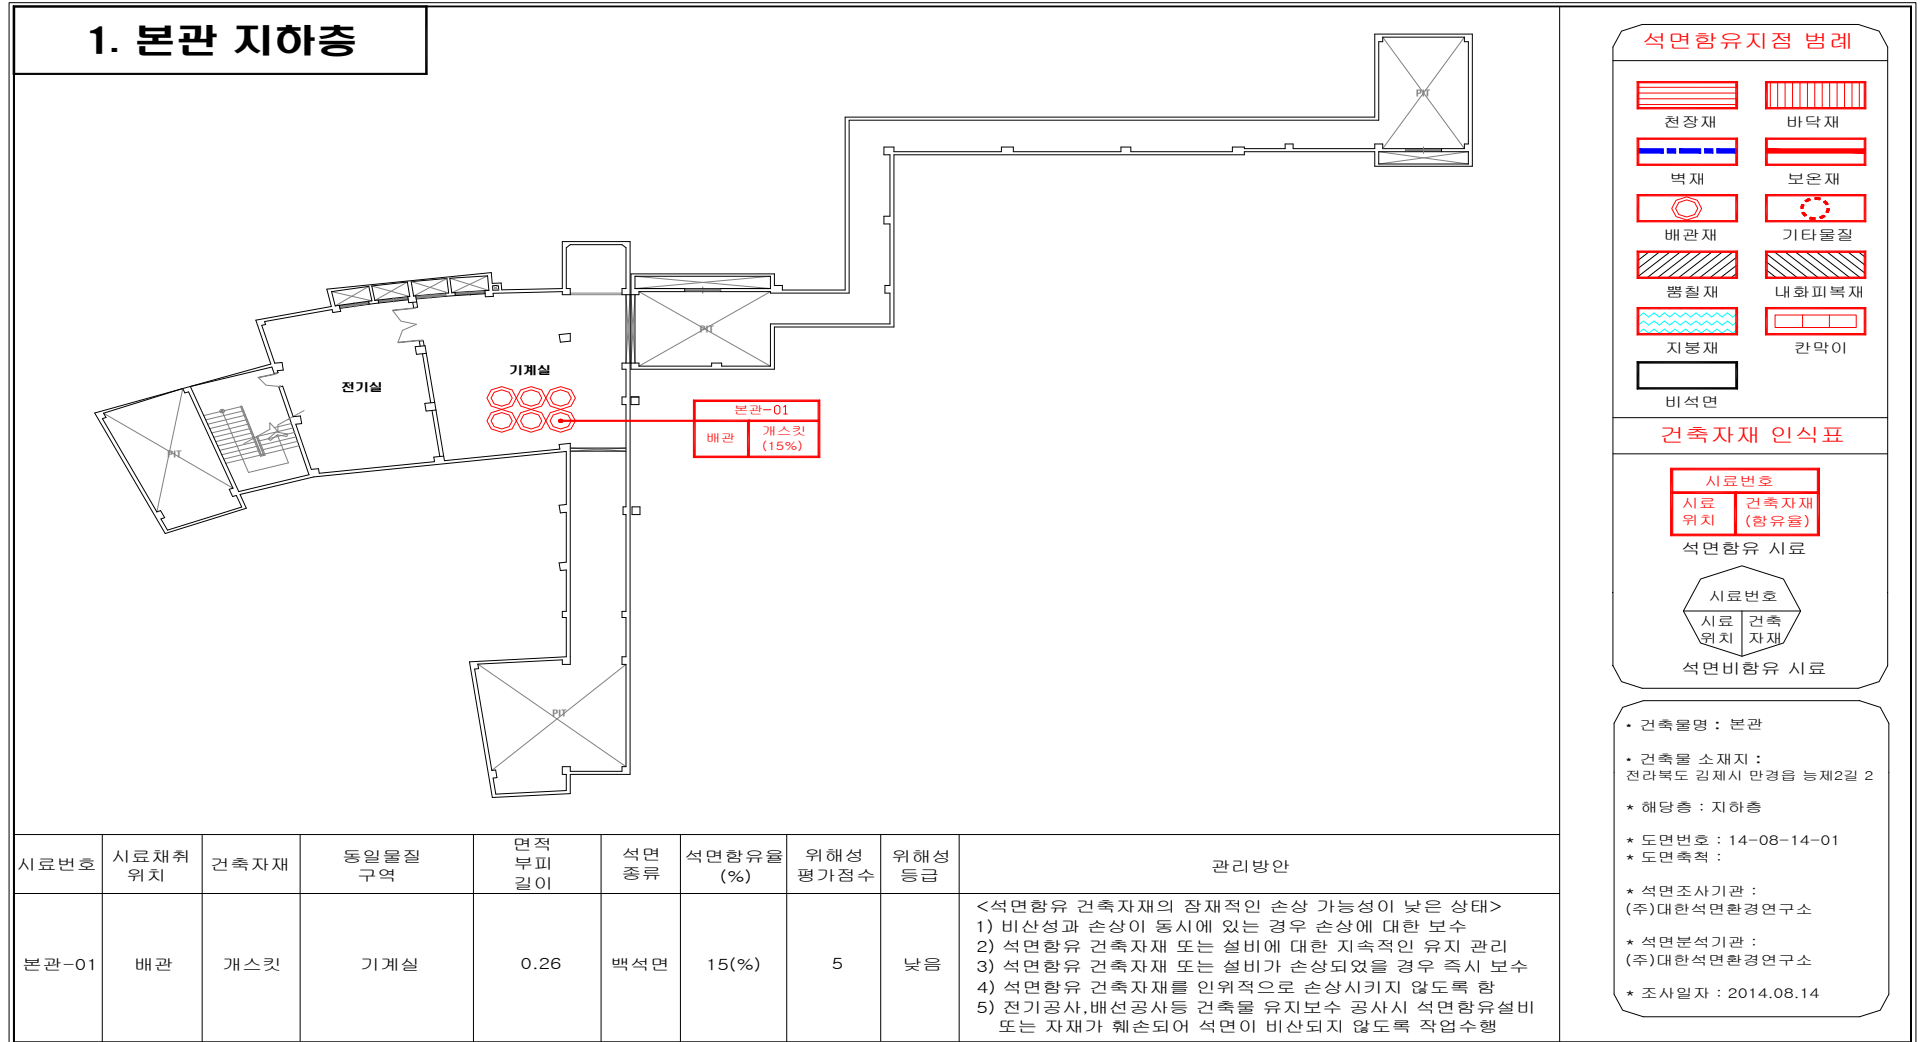 1. 본관 지하층
PIT
PIT
기계실
전기실
본관-01
배관
개스킷
(15%)
PIT
PIT
석면함유지점 범례
천장재
바닥재
벽재
보온재
배관재
기타물질
뿜칠재
내화피복재
지붕재
칸막이
비석면
건축자재 인식표
시료번호
시료
위치
건축자재
(함유율)
석면함유 시료
시료번호
시료
위치
건축
자재
석면비함유 시료
* 건축물명 : 본관
* 건축물 소재지 :
전라북도 김제시 만경읍 능제2길 2
* 해당층 : 지하층
* 도면번호 : 14-08-14-01
* 도면축척 :
* 석면조사기관 :
(주)대한석면환경연구소
* 석면분석기관 :
(주)대한석면환경연구소
* 조사일자 : 2014.08.14
시료번호
시료채취
위치
건축자재
동일물질
구역
면적
부피
길이
석면
종류
석면함유율
(%)
위해성
평가점수
위해성
등급
관리방안
본관-01
배관
개스킷
기계실
0.26
백석면
15(%)
5
낮음
<석면함유 건축자재의 잠재적인 손상 가능성이 낮은 상태>
1) 비산성과 손상이 동시에 있는 경우 손상에 대한 보수
2) 석면함유 건축자재 또는 설비에 대한 지속적인 유지 관리
3) 석면함유 건축자재 또는 설비가 손상되었을 경우 즉시 보수
4) 석면함유 건축자재를 인위적으로 손상시키지 않도록 함
5) 전기공사,배선공사등 건축물 유지보수 공사시 석면함유설비
또는 자재가 훼손되어 석면이 비산되지 않도록 작업수행